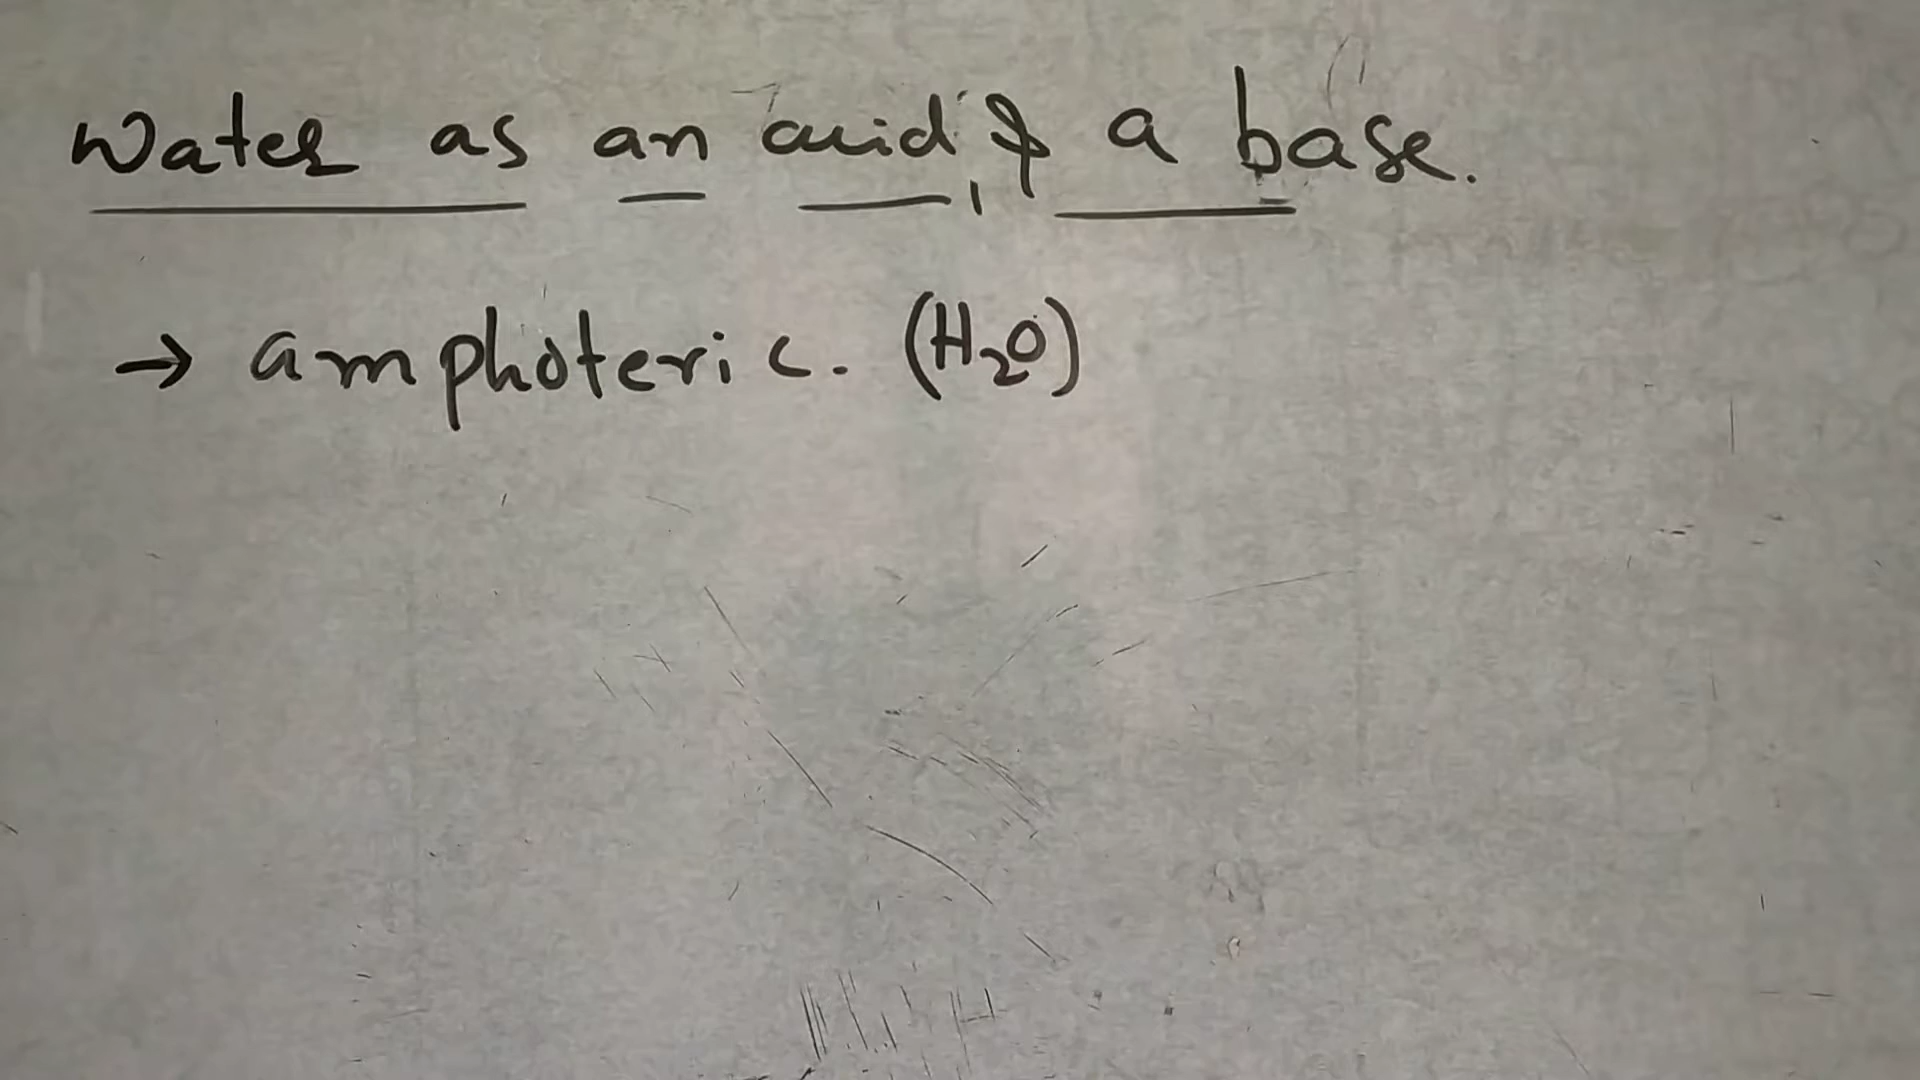 Water as an acid & a base.
→ amphoteric. (H₂O)